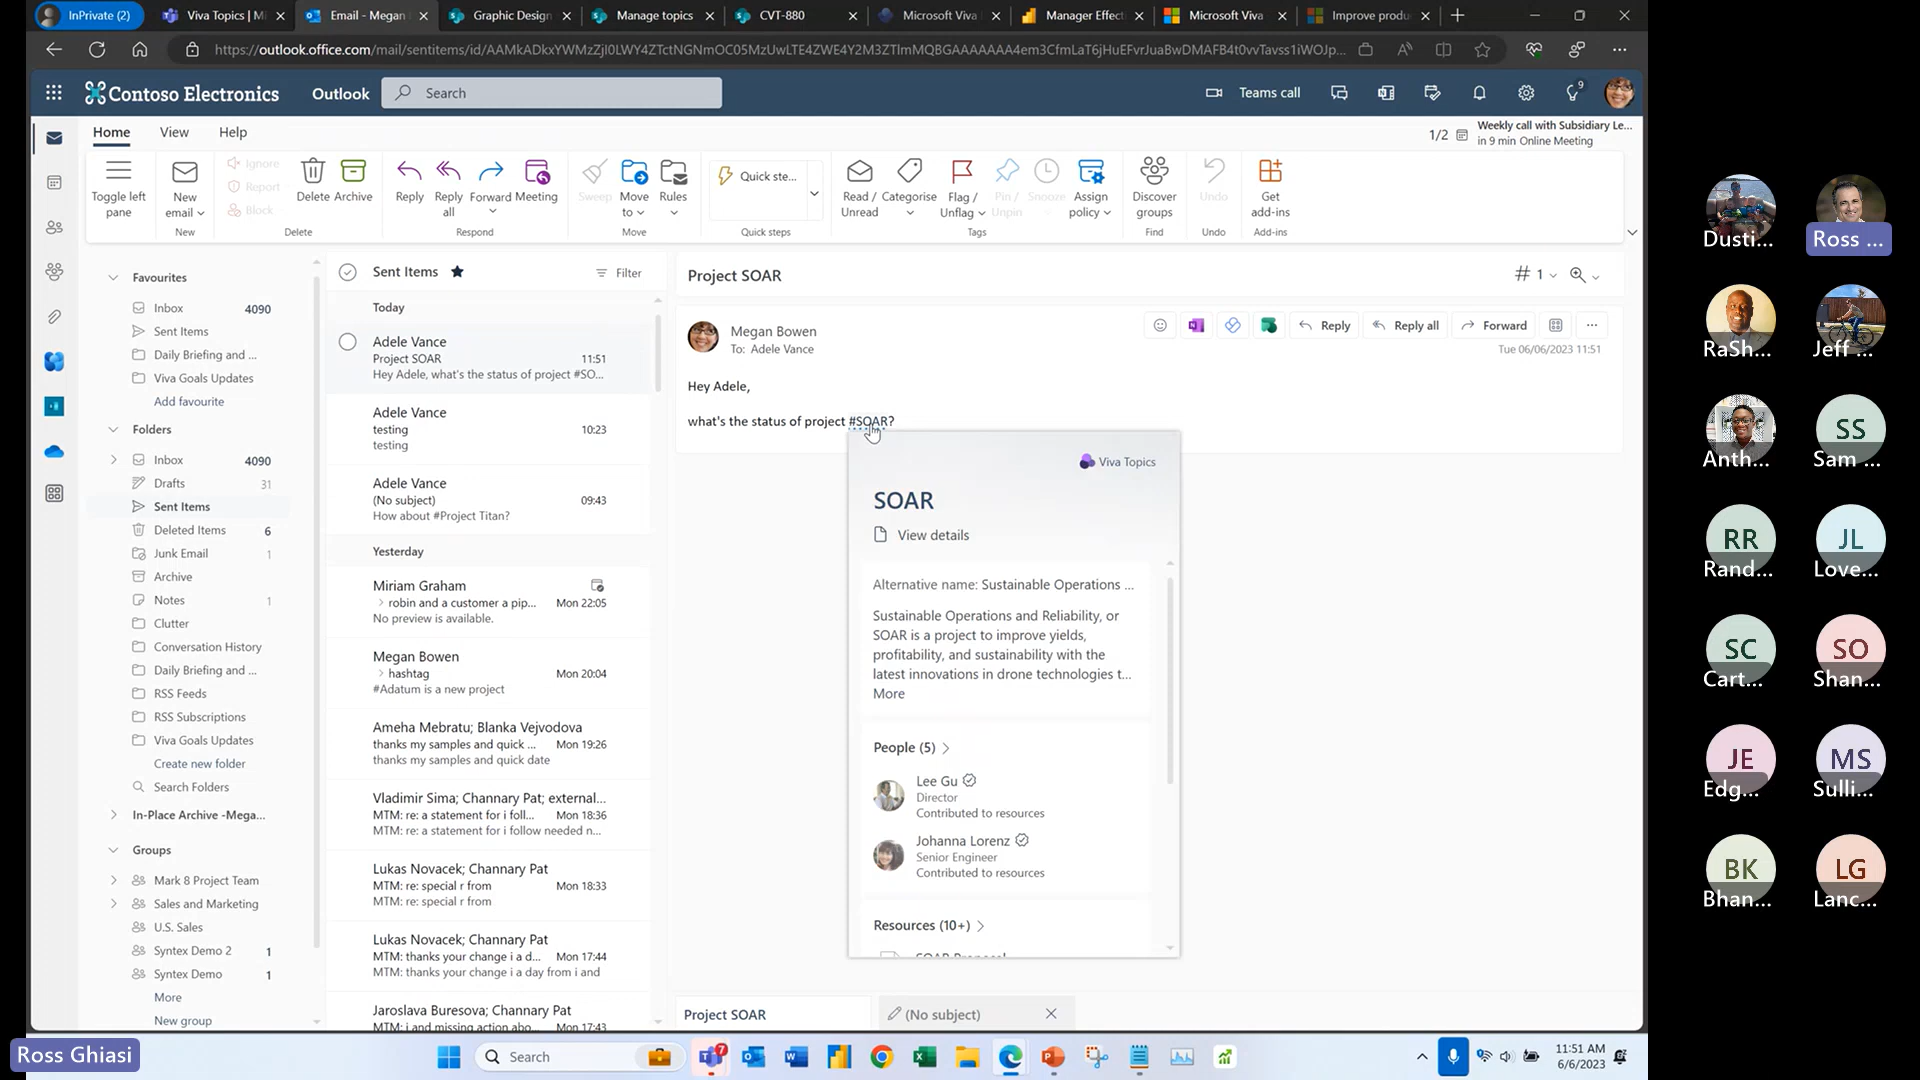 InPrivate (2)
Viva Topics | Mi
Email - Megan
Graphic Design
Manage topics
CVT-880
Microsoft Viva
Manager Effect
Microsoft Viva
Improve produ
https://outlook.office.com/mail/sentitems/id/
Contoso Electronics
Outlook
Search
Teams call
9
Home
View
Help
1/2
Weekly call with Subsidiary Le...
in 9 min Online Meeting
Toggle left pane
New email
New
Ignore
Report
Block
Delete
Archive
Delete
Reply
Reply all
Forward
Meeting
Respond
Sweep
Move to
Rules
Move
Quick ste...
Quick steps
Read / Unread
Categorise
Flag / Unflag
Pin / Unpin
Snooze
Assign policy
Tags
Discover groups
Find
Undo
Undo
Get add-ins
Add-ins
Favourites
Inbox 4090
Sent Items
Daily Briefing and ...
Viva Goals Updates
Add favourite
Folders
Inbox 4090
Drafts 31
Sent Items
Deleted Items 6
Junk Email 1
Archive
Notes 1
Clutter
Conversation History
Daily Briefing and ...
RSS Feeds
RSS Subscriptions
Viva Goals Updates
Create new folder
Search Folders
In-Place Archive -Mega...
Groups
Mark 8 Project Team
Sales and Marketing
U.S. Sales
Syntex Demo 2 1
Syntex Demo 1
More
New group
Sent Items
Filter
Today
Adele Vance
Project SOAR 11:51
Hey Adele, what's the status of project #SO...
Adele Vance
testing 10:23
testing
Adele Vance
(No subject) 09:43
How about #Project Titan?
Yesterday
Miriam Graham
robin and a customer a pip... Mon 22:05
No preview is available.
Megan Bowen
hashtag Mon 20:04
#Adatum is a new project
Ameha Mebratu; Blanka Vejvodova
thanks my samples and quick ... Mon 19:26
thanks my samples and quick date
Vladimir Sima; Channary Pat; external...
MTM: re: a statement for i foll... Mon 18:36
MTM: re: a statement for i follow needed n...
Lukas Novacek; Channary Pat
MTM: re: special r from Mon 18:33
MTM: re: special r from
Lukas Novacek; Channary Pat
MTM: thanks your change i a d... Mon 17:44
MTM: thanks your change i a day from i and
Jaroslava Buresova; Channary Pat
MTM: i and missing action abo... Mon 17:43
Project SOAR
# 1
Megan Bowen
To: Adele Vance
Reply
Reply all
Forward
Tue 06/06/2023 11:51
Hey Adele,
what's the status of project #SOAR?
Viva Topics
SOAR
View details
Alternative name: Sustainable Operations ...
Sustainable Operations and Reliability, or
SOAR is a project to improve yields,
profitability, and sustainability with the
latest innovations in drone technologies t...
More
People (5)
Lee Gu
Director
Contributed to resources
Johanna Lorenz
Senior Engineer
Contributed to resources
Resources (10+)
SOAR Proposal
Project SOAR
(No subject)
Ross Ghiasi
Search
7
11:51 AM
6/6/2023
Dusti...
Ross ...
RaSh...
Jeff ...
Anth...
SS
Sam ...
RR
Rand...
JL
Love...
SC
Cart...
SO
Shan...
JE
Edg...
MS
Sulli...
BK
Bhan...
LG
Lanc...